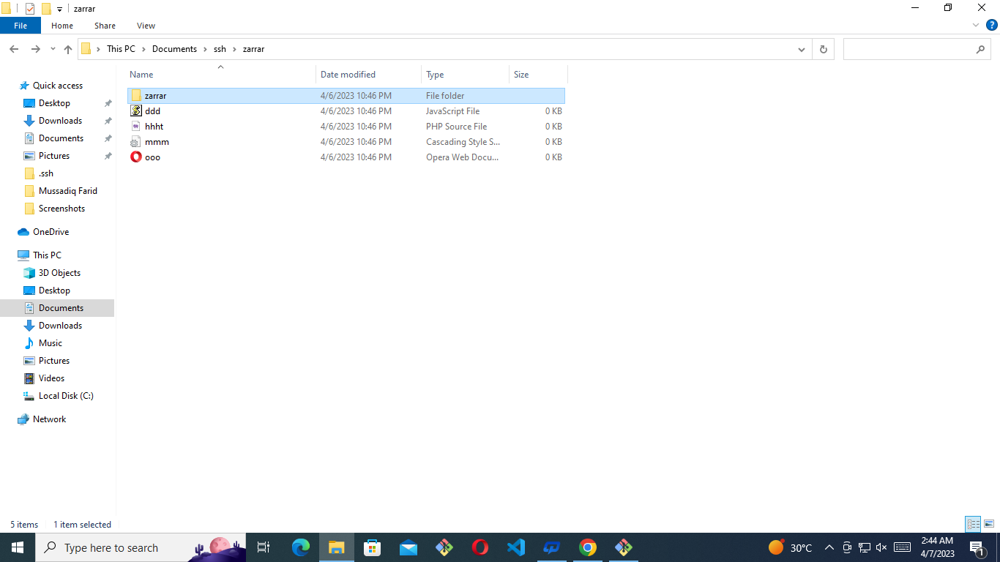 zarrar
File Home Share View
This PC Documents ssh zarrar
Name Date modified Type Size
Quick access
Desktop
Downloads
Documents
Pictures
.ssh
Mussadiq Farid
Screenshots
OneDrive
This PC
3D Objects
Desktop
Documents
Downloads
Music
Pictures
Videos
Local Disk (C:)
Network
zarrar 4/6/2023 10:46 PM File folder
ddd 4/6/2023 10:46 PM JavaScript File 0 KB
hhht 4/6/2023 10:46 PM PHP Source File 0 KB
mmm 4/6/2023 10:46 PM Cascading Style S... 0 KB
ooo 4/6/2023 10:46 PM Opera Web Docu... 0 KB
5 items 1 item selected
Type here to search
30°C
2:44 AM
4/7/2023
1